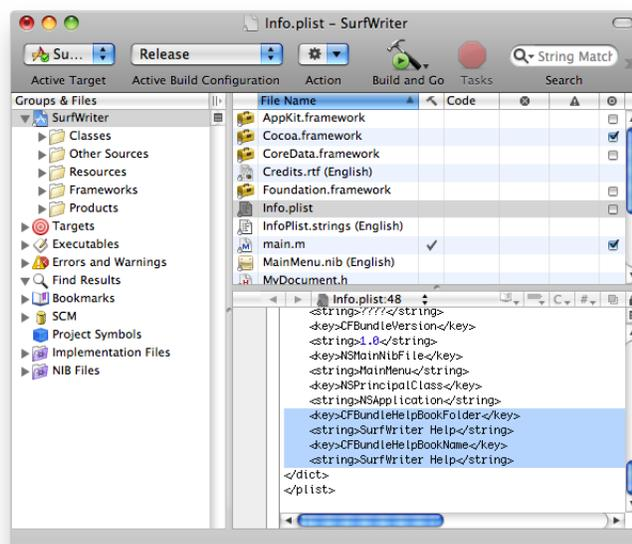 Info.plist - SurfWriter
Su...
Release
String Match
Active Target
Active Build Configuration
Action
Build and Go
Tasks
Search
Groups & Files
SurfWriter
Classes
Other Sources
Resources
Frameworks
Products
Targets
Executables
Errors and Warnings
Find Results
Bookmarks
SCM
Project Symbols
Implementation Files
NIB Files
File Name
Code
AppKit.framework
Cocoa.framework
CoreData.framework
Credits.rtf (English)
Foundation.framework
Info.plist
InfoPlist.strings (English)
main.m
MainMenu.nib (English)
MyDocument.h
Info.plist:48
C
#
<string>????</string>
<key>CFBundleVersion</key>
<string>1.0</string>
<key>NSMainNibFile</key>
<string>MainMenu</string>
<key>NSPrincipalClass</key>
<string>NSApplication</string>
<key>CFBundleHelpBookFolder</key>
<string>SurfWriter Help</string>
<key>CFBundleHelpBookName</key>
<string>SurfWriter Help</string>
</dict>
</plist>